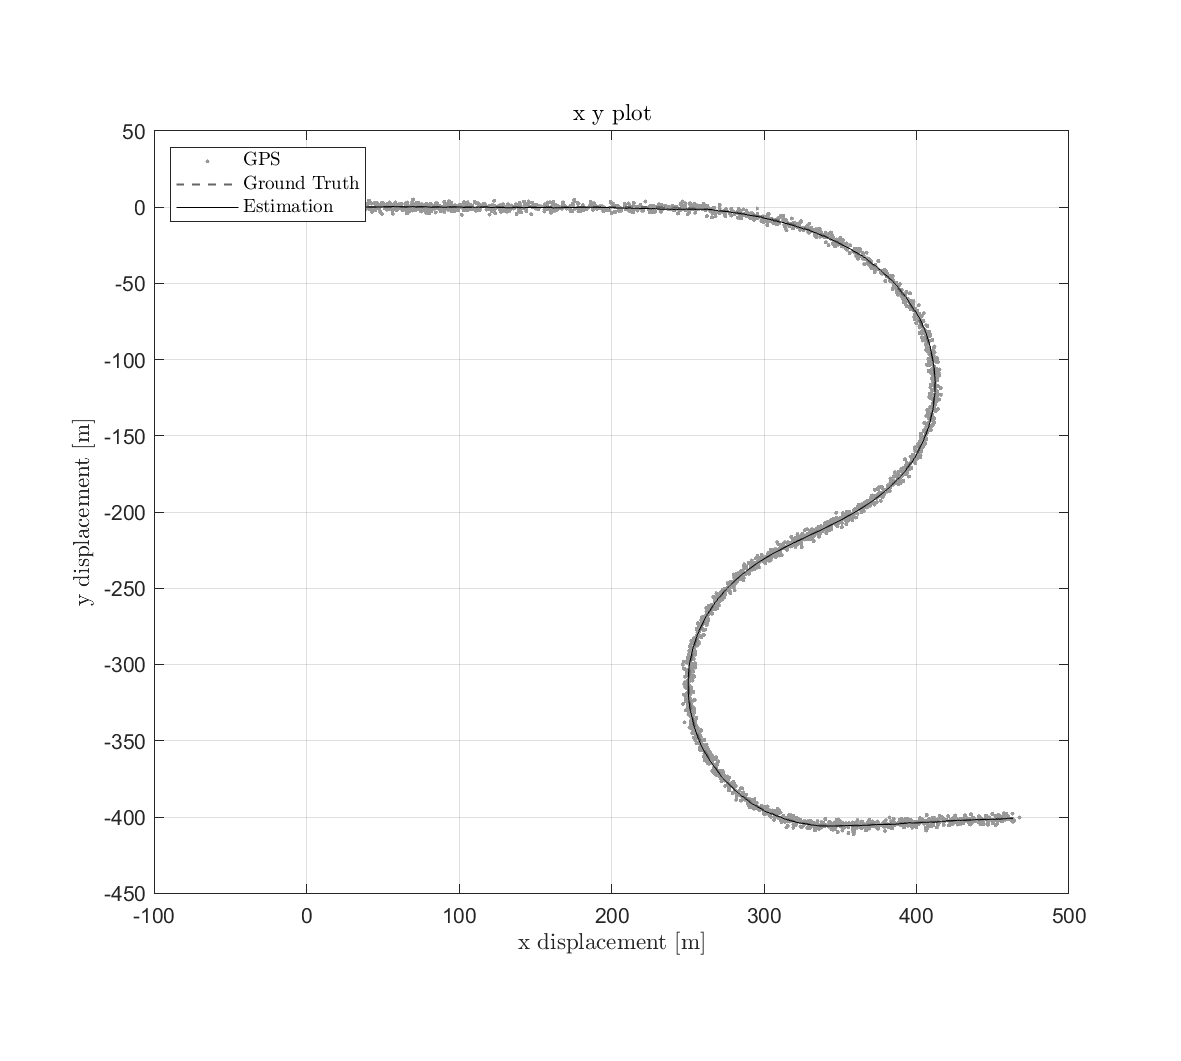 x y plot
GPS
Ground Truth
Estimation
50
0
-50
-100
-150
-200
-250
-300
-350
-400
-450
y displacement [m]
-100 0 100 200 300 400 500
x displacement [m]